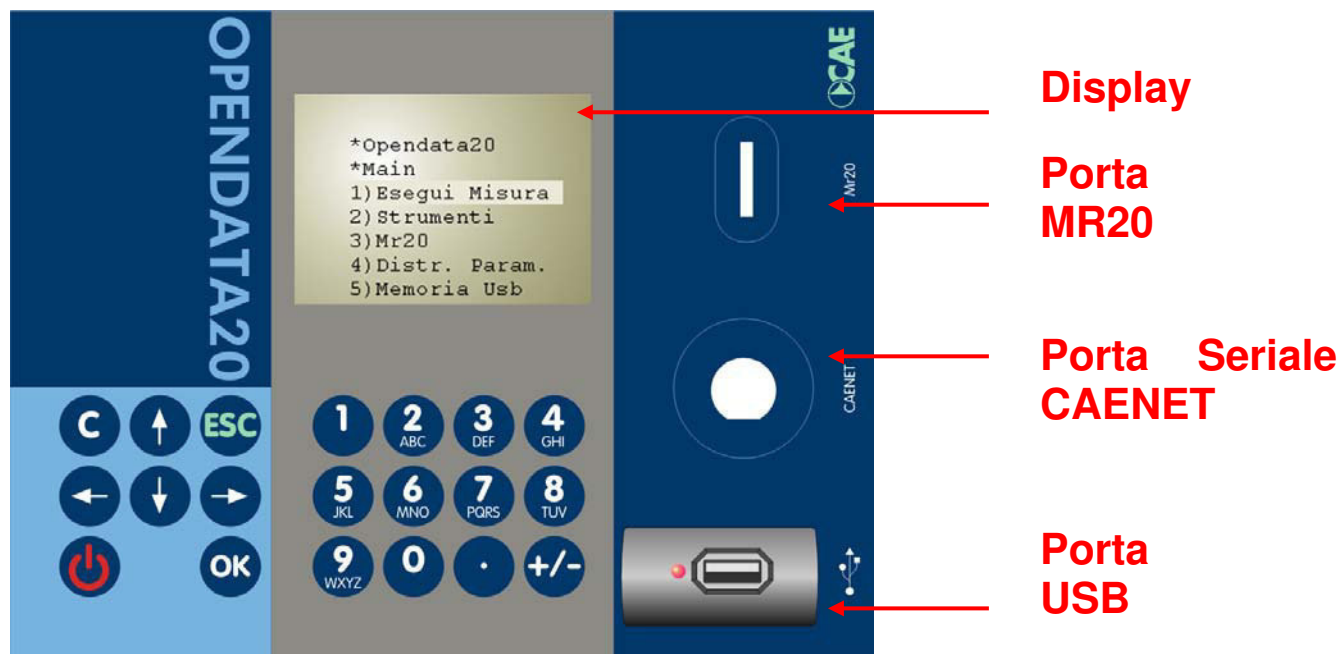 OPENDATA20
*Opendata20
*Main
1)Esegui Misura
2)Strumenti
3)Mr20
4)Distr. Param.
5)Memoria Usb
C
ESC
OK
1
2
ABC
3
DEF
4
GHI
5
JKL
6
MNO
7
PQRS
8
TUV
9
WXYZ
0
.
+/-
CAE
Mr20
CAENET
Display
Porta
MR20
Porta Seriale
CAENET
Porta
USB